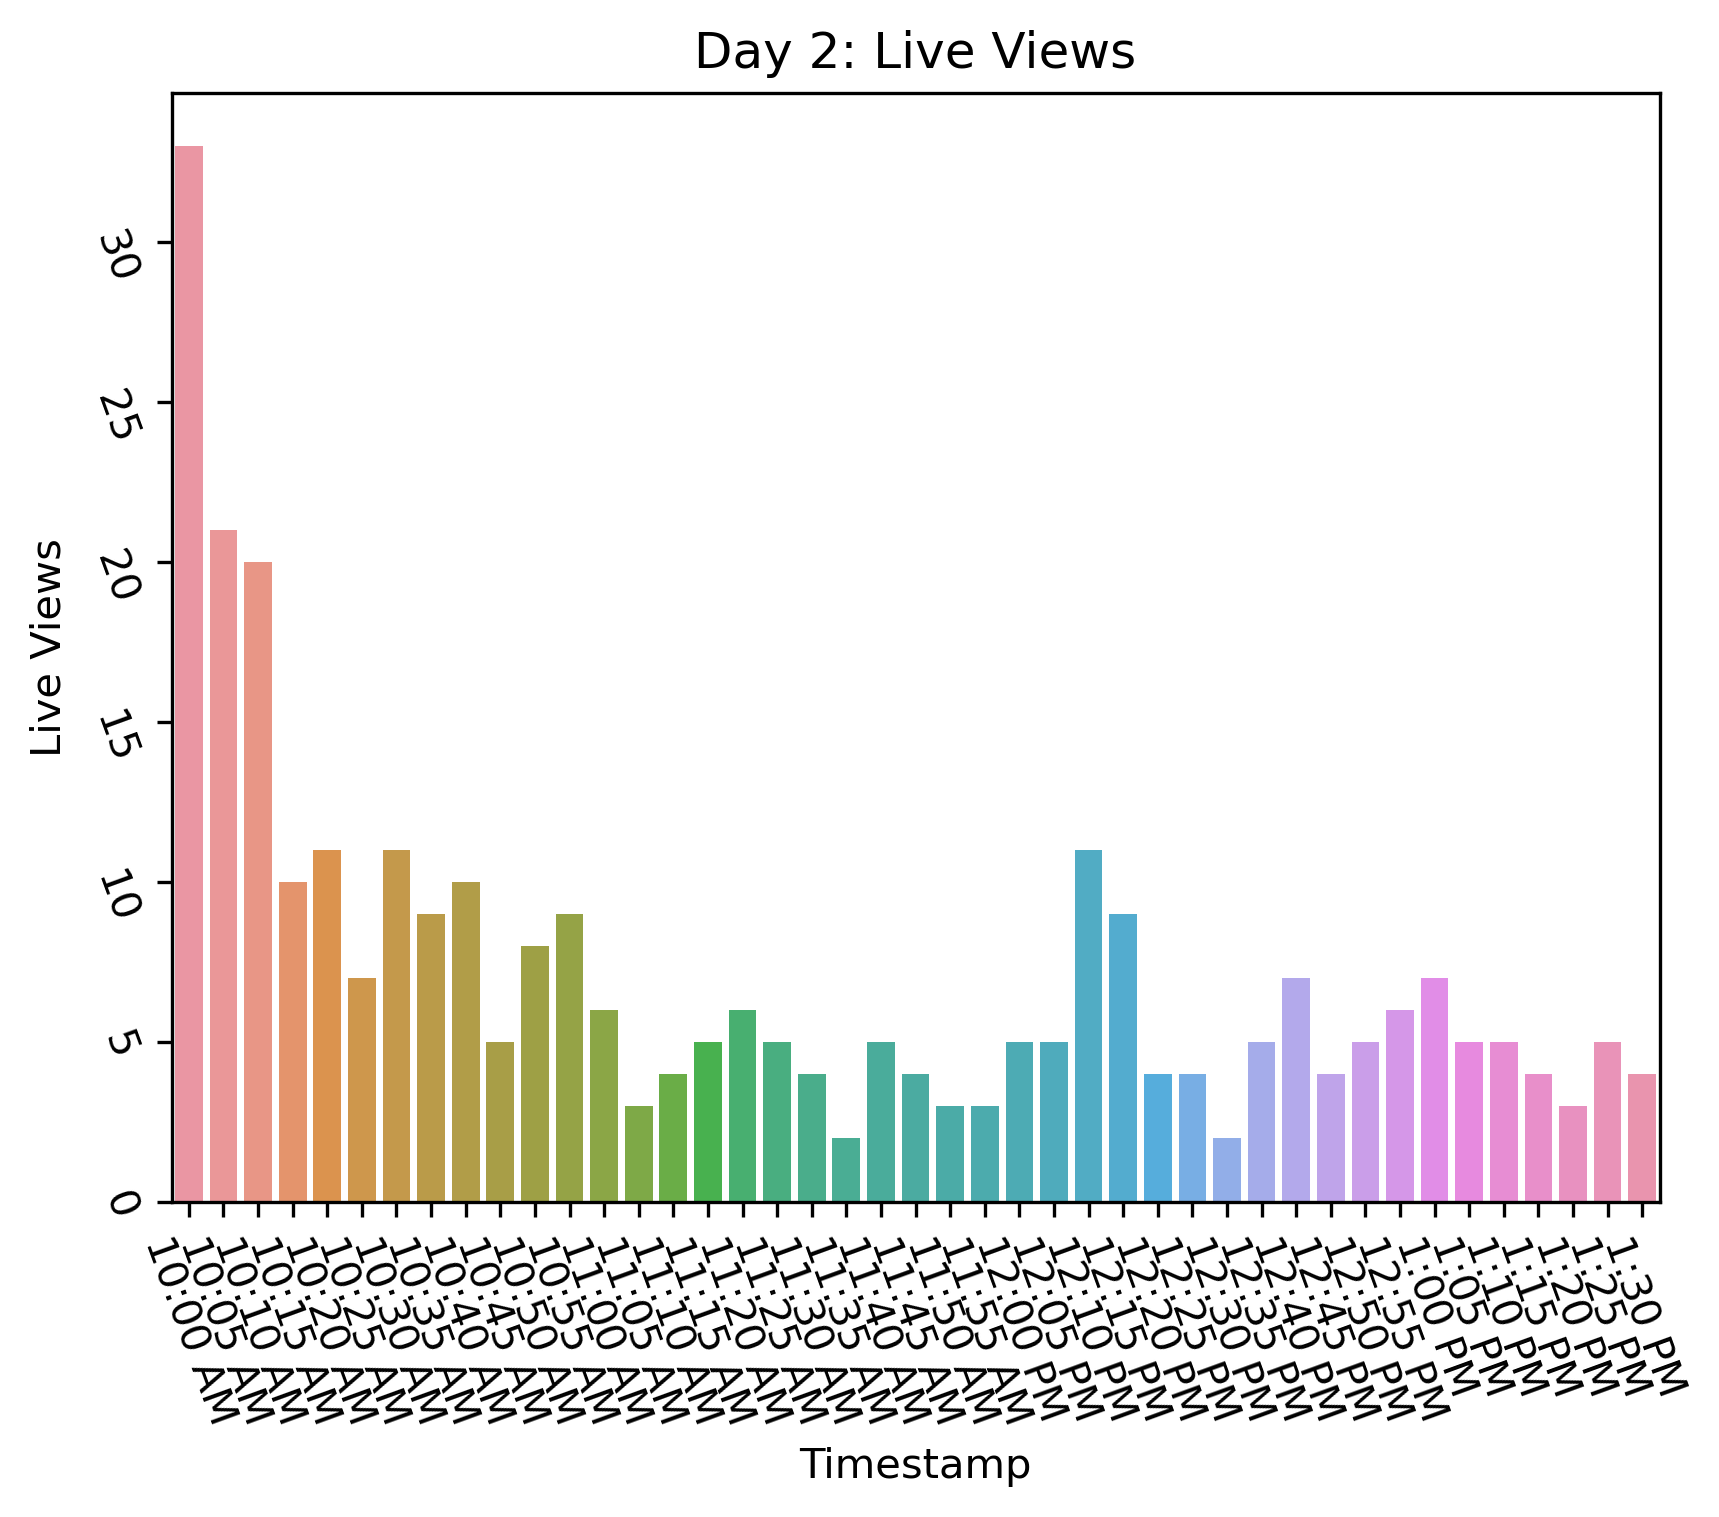 Day 2: Live Views
Live Views
30
25
20
15
10
5
0
10:00 AM
10:05 AM
10:10 AM
10:15 AM
10:20 AM
10:25 AM
10:30 AM
10:35 AM
10:40 AM
10:45 AM
10:50 AM
10:55 AM
11:00 AM
11:05 AM
11:10 AM
11:15 AM
11:20 AM
11:25 AM
11:30 AM
11:35 AM
11:40 AM
11:45 AM
11:50 AM
11:55 AM
12:00 PM
12:05 PM
12:10 PM
12:15 PM
12:20 PM
12:25 PM
12:30 PM
12:35 PM
12:40 PM
12:45 PM
12:50 PM
12:55 PM
1:00 PM
1:05 PM
1:10 PM
1:15 PM
1:20 PM
1:25 PM
1:30 PM
Timestamp